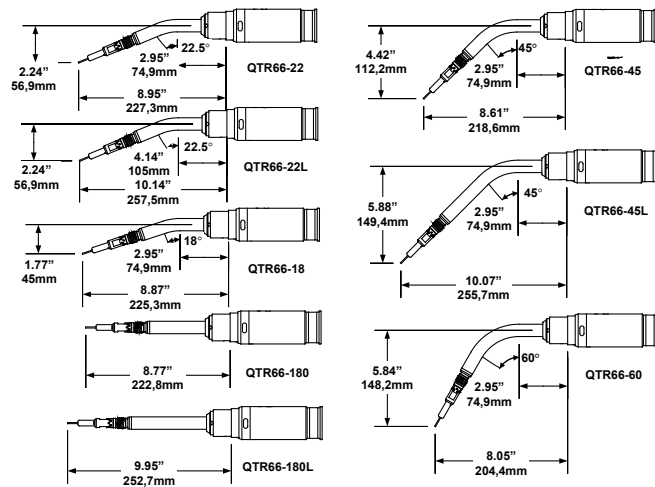 22.5°
2.95”
74,9mm
2.24”
56,9mm
QTR66-22
8.95”
227,3mm
22.5°
4.14”
105mm
2.24”
56,9mm
QTR66-22L
10.14”
257,5mm
18°
2.95”
74,9mm
1.77”
45mm
QTR66-18
8.87”
225,3mm
8.77”
222,8mm
QTR66-180
9.95”
252,7mm
QTR66-180L
4.42”
112,2mm
45°
2.95”
74,9mm
QTR66-45
8.61”
218,6mm
5.88”
149,4mm
45°
2.95”
74,9mm
QTR66-45L
10.07”
255,7mm
5.84”
148,2mm
60°
2.95”
74,9mm
QTR66-60
8.05”
204,4mm